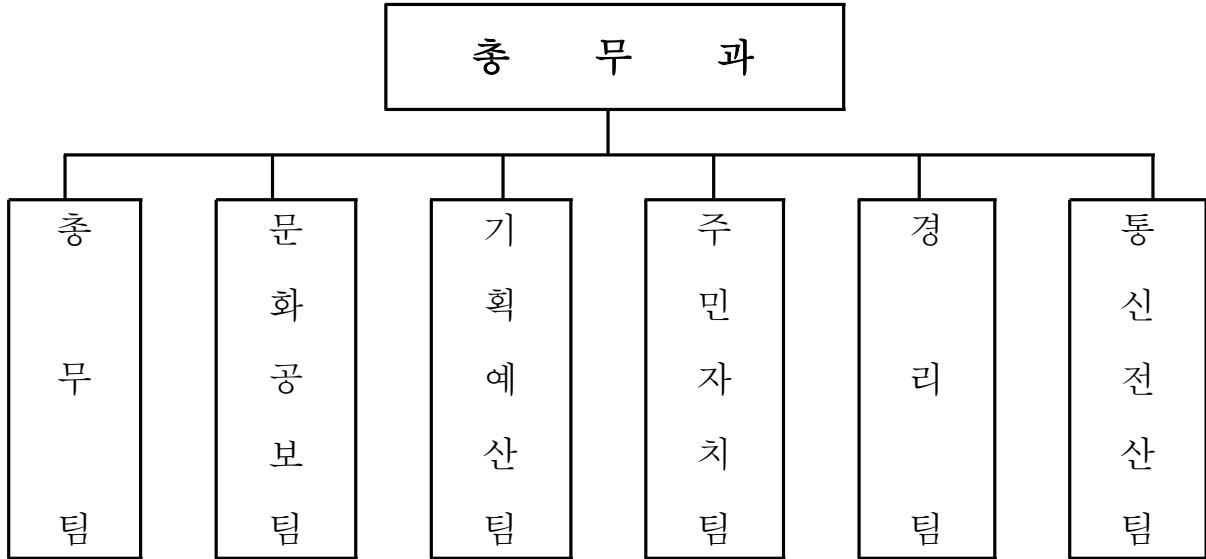 총 무 과
총무팀
문화공보팀
기획예산팀
주민자치팀
경리팀
통신전산팀